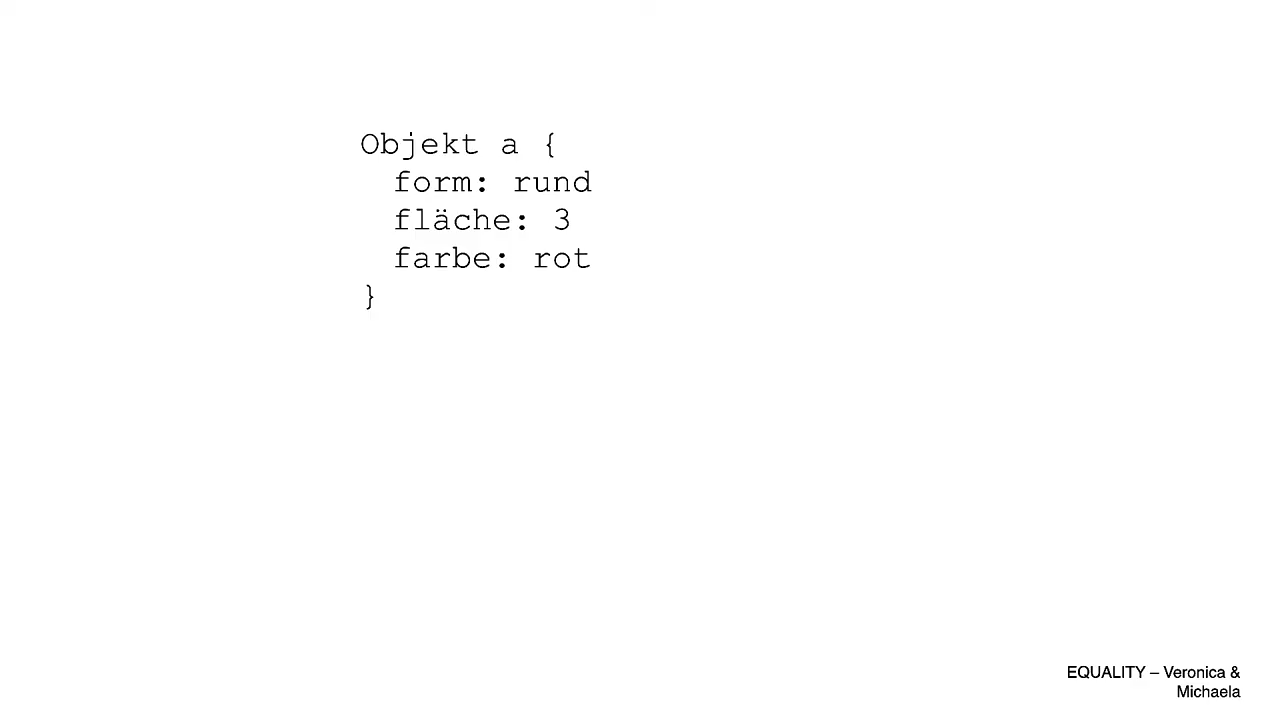 Objekt a {
form: rund
fläche: 3
farbe: rot
}
EQUALITY – Veronica &
Michaela